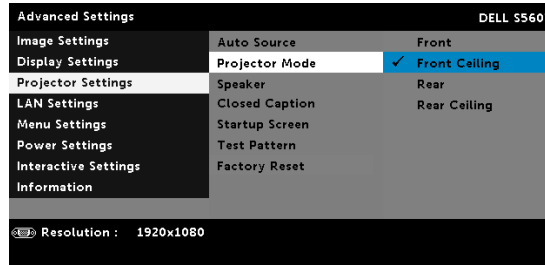 Advanced Settings
DELL S560
Image Settings
Display Settings
Projector Settings
LAN Settings
Menu Settings
Power Settings
Interactive Settings
Information
Auto Source
Projector Mode
Speaker
Closed Caption
Startup Screen
Test Pattern
Factory Reset
Front
✓ Front Ceiling
Rear
Rear Ceiling
Resolution : 1920x1080